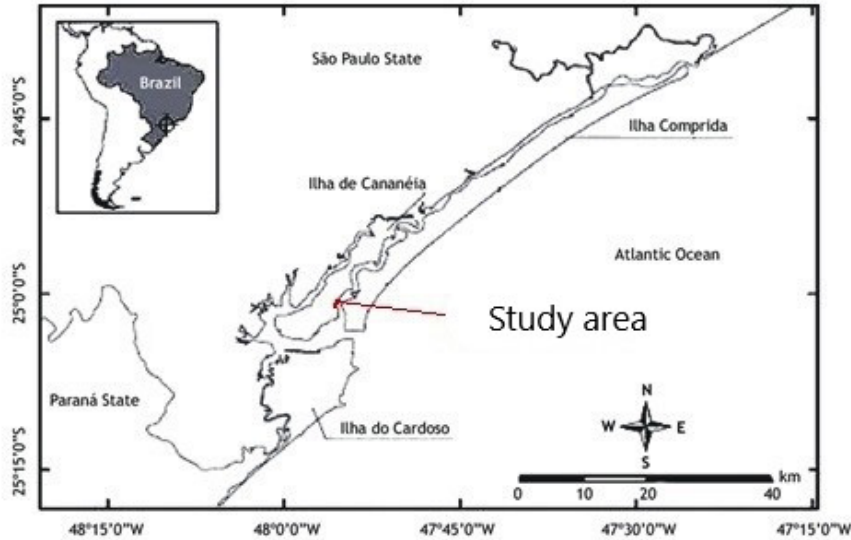 Brazil
São Paulo State
Ilha Comprida
Ilha de Cananéia
Atlantic Ocean
Study area
Paraná State
Ilha do Cardoso
N
W E
S
km
0 10 20 40
24°45'0"S
25°0'0"S
25°15'0"S
48°15'0"W 48°0'0"W 47°45'0"W 47°30'0"W 47°15'0"W